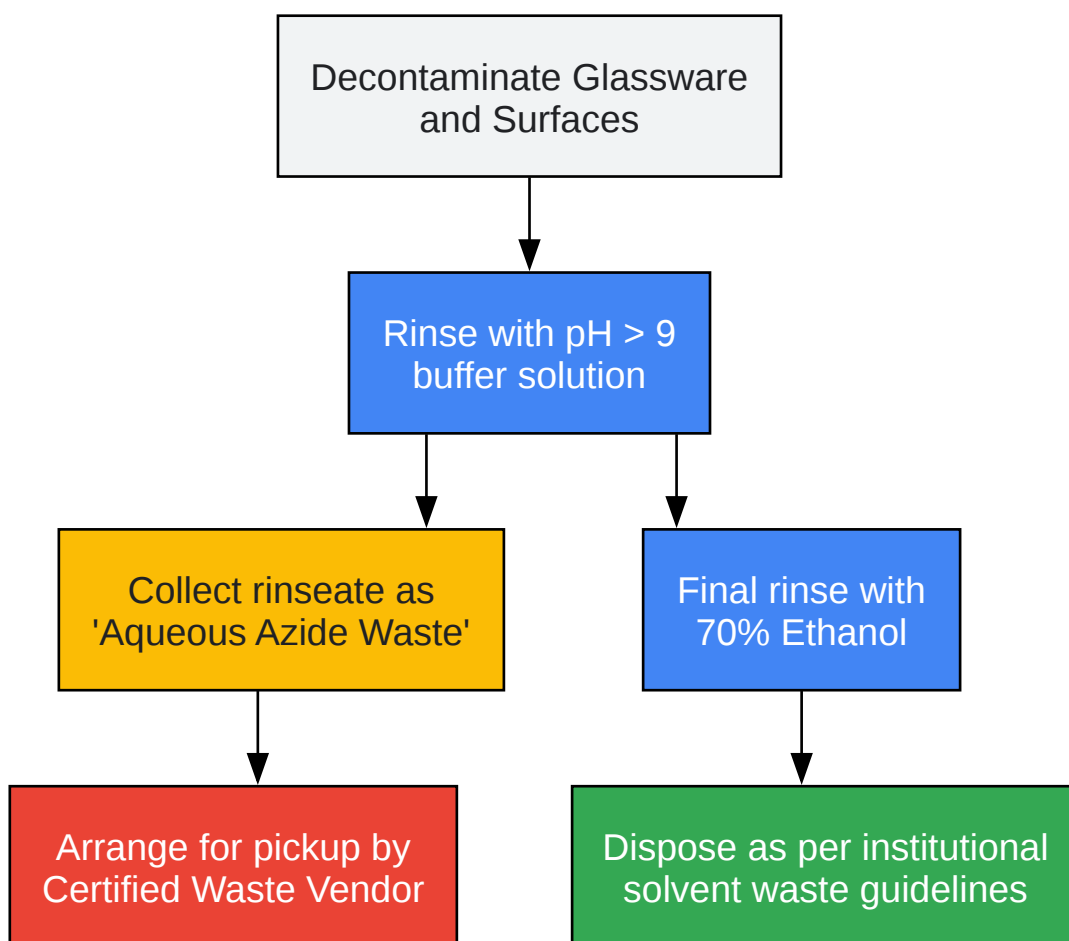 Decontaminate Glassware
and Surfaces
Rinse with pH > 9
buffer solution
Collect rinseate as
'Aqueous Azide Waste'
Final rinse with
70% Ethanol
Arrange for pickup by
Certified Waste Vendor
Dispose as per institutional
solvent waste guidelines